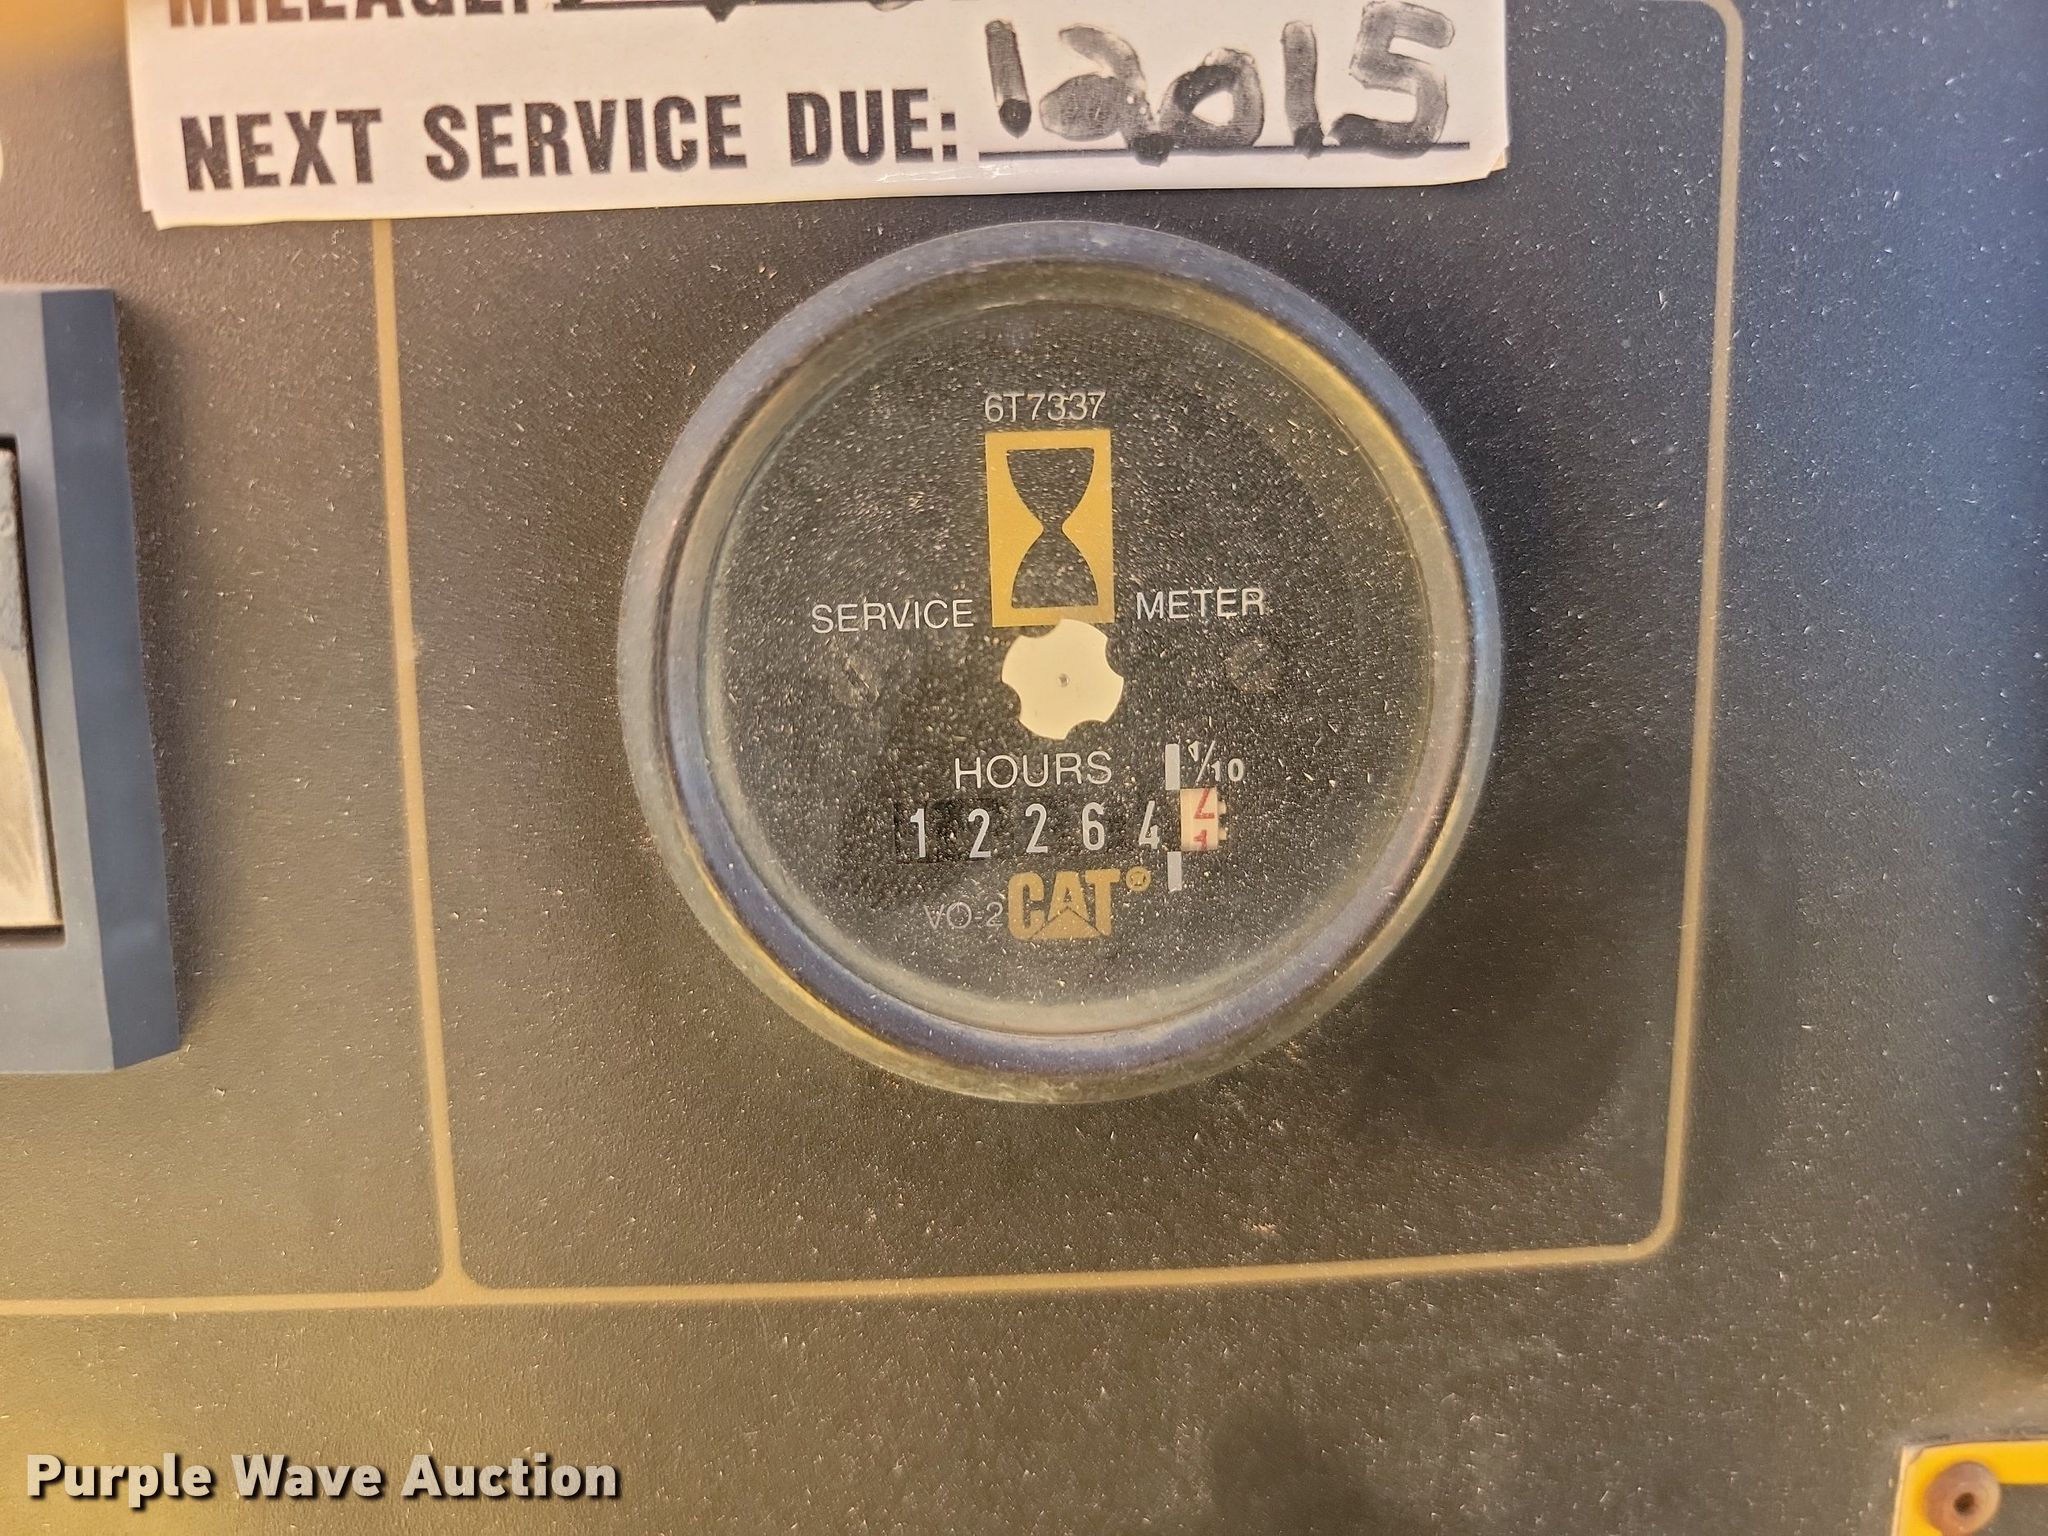 MILEAGE:
NEXT SERVICE DUE: 12015
6T7337
SERVICE METER
HOURS 1/10
1 2 2 6 4
VO-2 CAT®
Purple Wave Auction